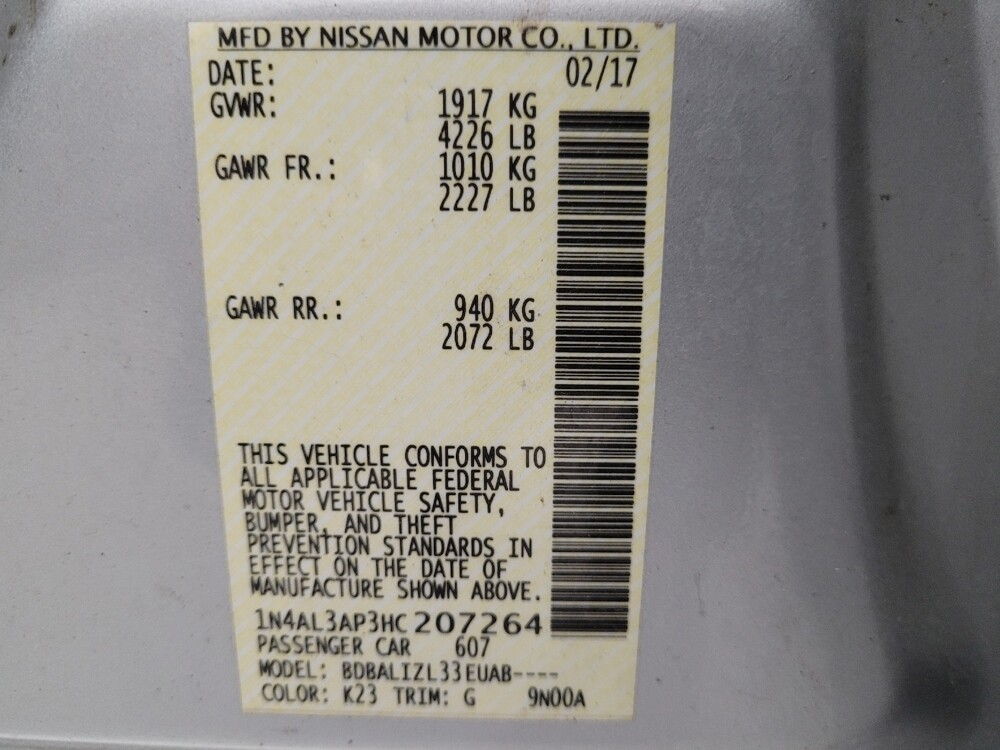 MFD BY NISSAN MOTOR CO., LTD.
DATE: 02/17
GVWR: 1917 KG
4226 LB
GAWR FR.: 1010 KG
2227 LB
GAWR RR.: 940 KG
2072 LB
THIS VEHICLE CONFORMS TO
ALL APPLICABLE FEDERAL
MOTOR VEHICLE SAFETY,
BUMPER, AND THEFT
PREVENTION STANDARDS IN
EFFECT ON THE DATE OF
MANUFACTURE SHOWN ABOVE.
1N4AL3AP3HC207264
PASSENGER CAR 607
MODEL: BDBALIZL33EUAB----
COLOR: K23 TRIM: G 9N00A